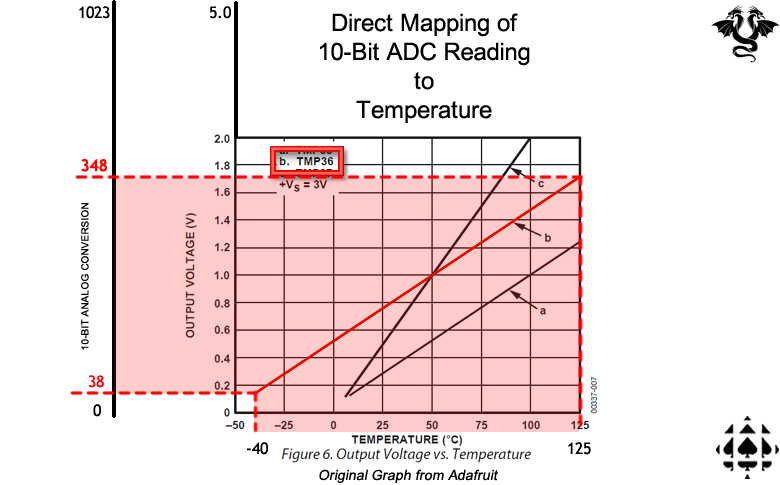 1023
5.0
Direct Mapping of
10-Bit ADC Reading
to
Temperature
2.0
b. TMP36
1.8
348
c
+VS = 3V
1.6
1.4
b
1.2
1.0
0.8
a
0.6
0.4
0.2
0
10-BIT ANALOG CONVERSION
OUTPUT VOLTAGE (V)
38
0
00337-007
–50 –25 0 25 50 75 100 125
TEMPERATURE (°C)
-40
125
Figure 6. Output Voltage vs. Temperature
Original Graph from Adafruit